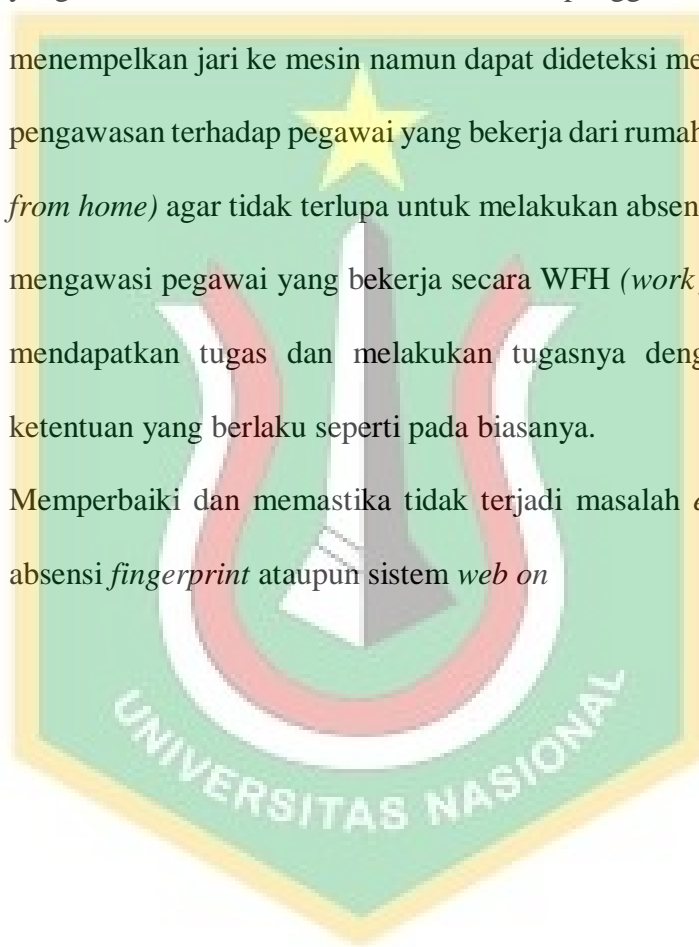 menempelkan jari ke mesin namun dapat dideteksi
pengawasan terhadap pegawai yang bekerja dari rumah
from home) agar tidak terlupa untuk melakukan absen
mengawasi pegawai yang bekerja secara WFH (work
mendapatkan tugas dan melakukan tugasnya
ketentuan yang berlaku seperti pada biasanya.
Memperbaiki dan memastika tidak terjadi masalah
absensi fingerprint ataupun sistem web on
UNIVERSITAS NASIONAL